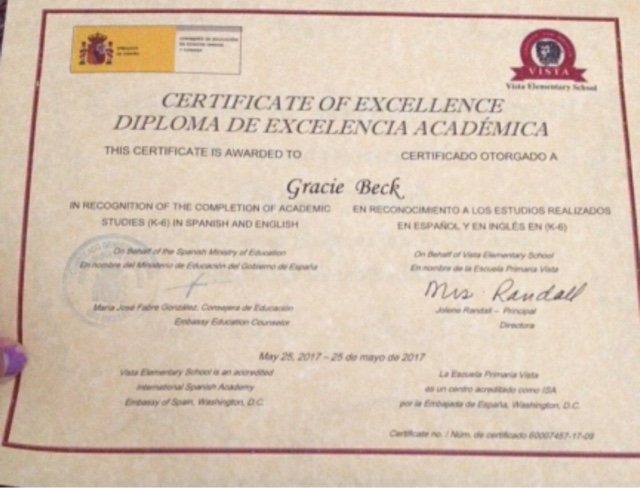 EMBAJADA
DE ESPAÑA
VISTA
Vista Elementary School
CERTIFICATE OF EXCELLENCE
DIPLOMA DE EXCELENCIA ACADÉMICA
THIS CERTIFICATE IS AWARDED TO
CERTIFICADO OTORGADO A
Gracie Beck
IN RECOGNITION OF THE COMPLETION OF ACADEMIC
STUDIES (K-6) IN SPANISH AND ENGLISH
EN RECONOCIMIENTO A LOS ESTUDIOS REALIZADOS
EN ESPAÑOL Y EN INGLÉS EN (K-6)
On Behalf of the Spanish Ministry of Education
En nombre del Ministerio de Educación del Gobierno de España
On Behalf of Vista Elementary School
En nombre de la Escuela Primaria Vista
Mrs Randall
María José Fabre González, Consejera de Educación
Embassy Education Counselor
Jolene Randall – Principal
Directora
May 25, 2017 – 25 de mayo de 2017
Vista Elementary School is an accredited
International Spanish Academy
Embassy of Spain, Washington, D.C.
La Escuela Primaria Vista
es un centro acreditado como ISA
por la Embajada de España, Washington, D.C.
Certificate no. / Núm. de certificado 60007457-17-09